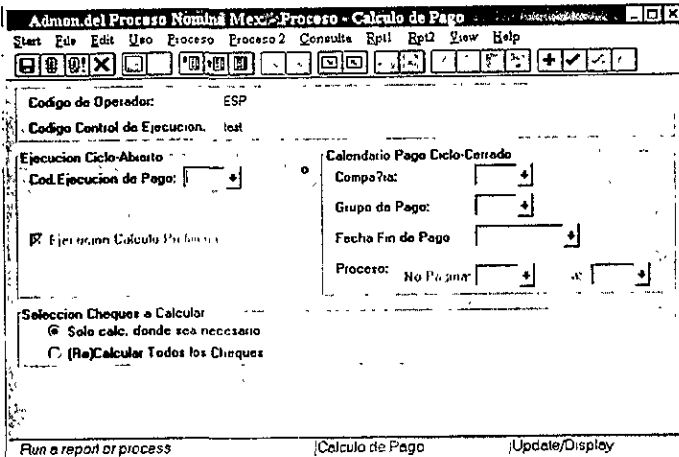 Admon.del Proceso Nomina Mex - Proceso - Calculo de Pago
Start File Edit Uso Proceso Proceso 2 Consulta Rpt1 Rpt2 View Help
Codigo de Operador: ESP
Codigo Control de Ejecucion. test
Ejecucion Ciclo-Abierto
Cod.Ejecucion de Pago:
Ejecucion Calculo
o
Calendario Pago Ciclo-Cerrado
Compa?ia:
Grupo de Pago:
Fecha Fin de Pago
Proceso: No Pagina: a:
Seleccion Cheques a Calcular
Solo calc. donde sea necesario
(Re)Calcular Todos los Cheques
Run a report or process Calculo de Pago Update/Display